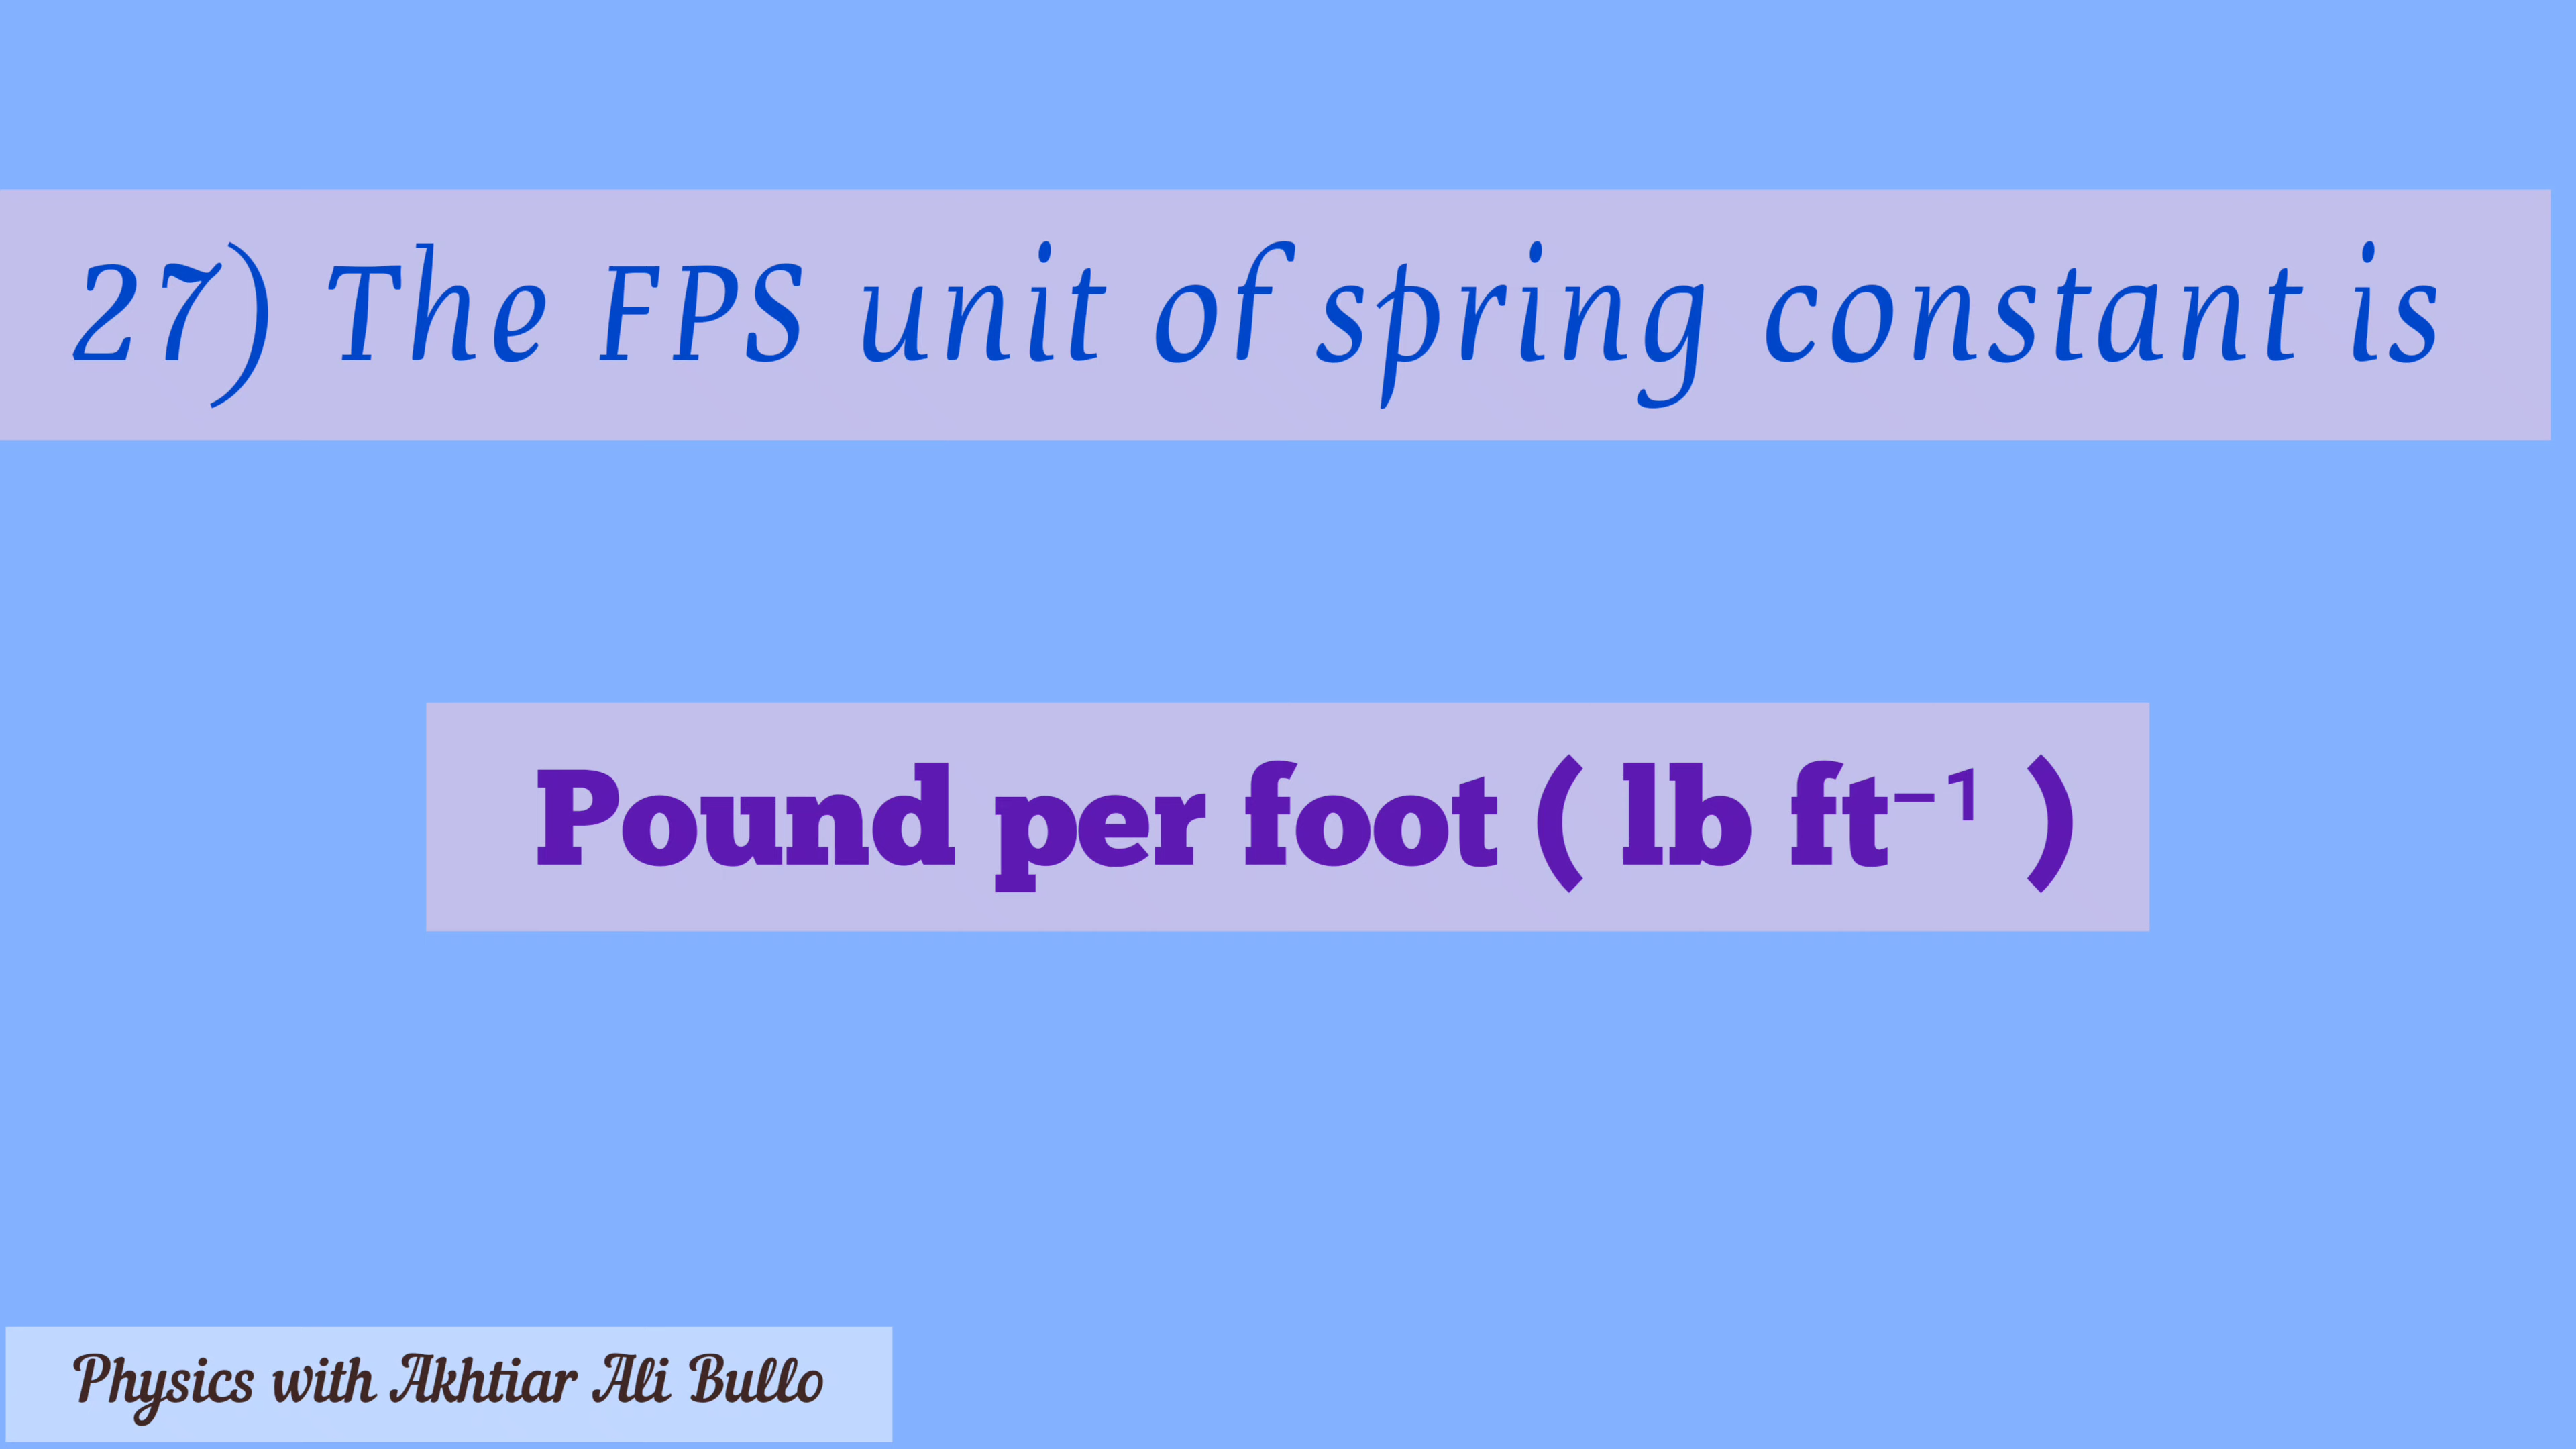 27) The FPS unit of spring constant is
Pound per foot ( lb ft⁻¹ )
Physics with Akhtiar Ali Bullo